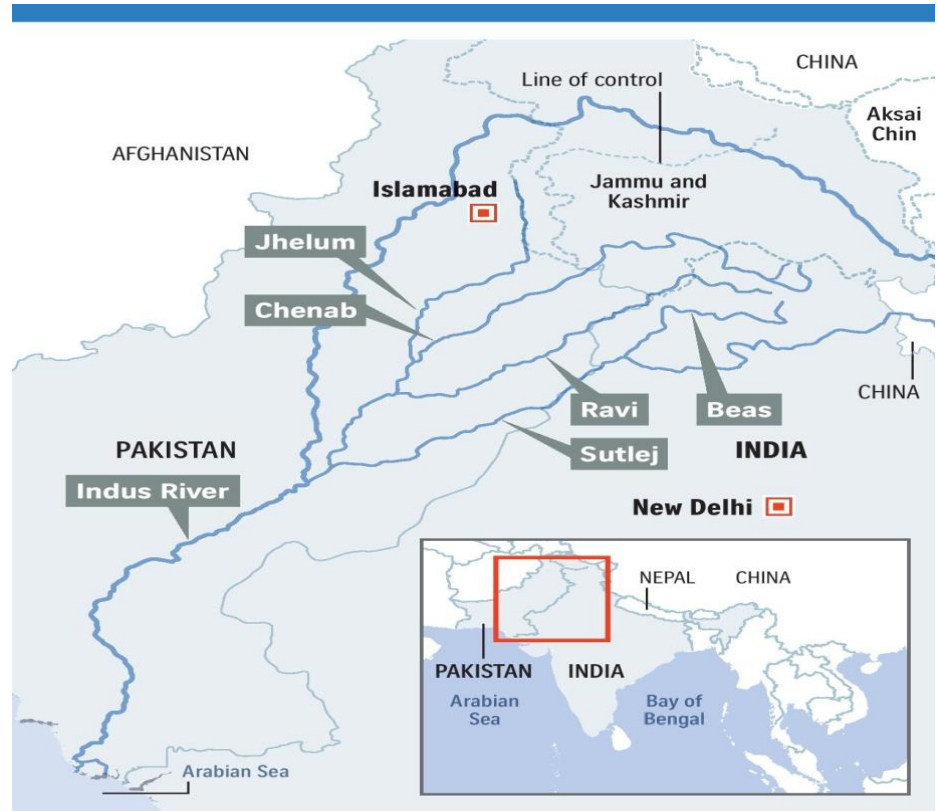 CHINA
Line of control
Aksai
Chin
AFGHANISTAN
Islamabad
Jammu and
Kashmir
Jhelum
Chenab
CHINA
Ravi
Beas
PAKISTAN
Sutlej
INDIA
Indus River
New Delhi
NEPAL
CHINA
PAKISTAN
INDIA
Arabian
Sea
Bay of
Bengal
Arabian Sea